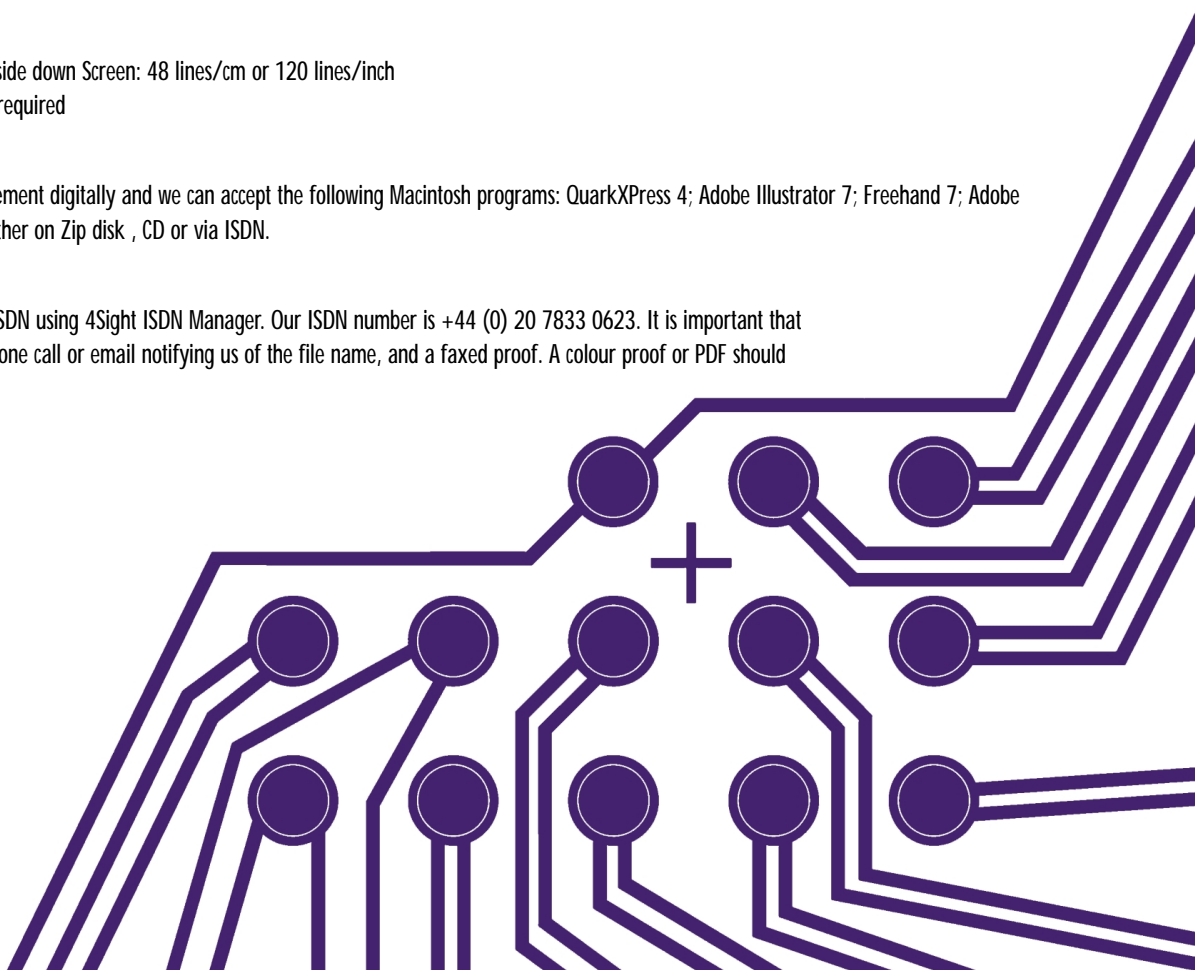 side down Screen: 48 lines/cm or 120 lines/inch
required
ement digitally and we can accept the following Macintosh programs: QuarkXPress 4; Adobe Illustrator 7; Freehand 7; Adobe
ther on Zip disk , CD or via ISDN.
SDN using 4Sight ISDN Manager. Our ISDN number is +44 (0) 20 7833 0623. It is important that
one call or email notifying us of the file name, and a faxed proof. A colour proof or PDF should